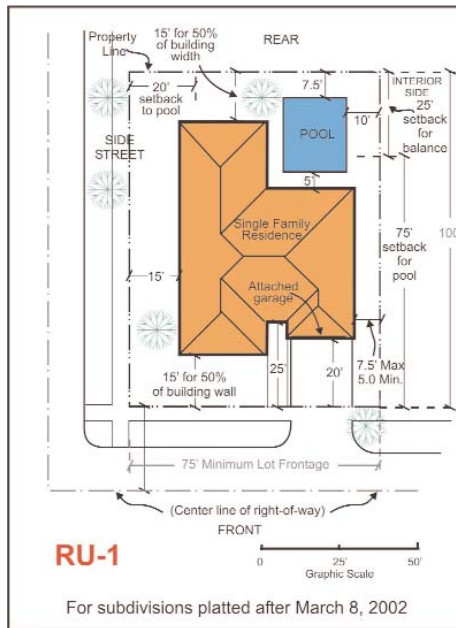 Property
Line
15' for 50%
of building
width
REAR
20'
setback
to pool
7.5'
INTERIOR
SIDE
25'
setback
for
balance
10'
POOL
SIDE
STREET
5'
Single Family
Residence
75'
setback
for
pool
100'
15'
Attached
garage
25'
20'
7.5' Max
5.0 Min.
15' for 50%
of building wall
75' Minimum Lot Frontage
(Center line of right-of-way)
FRONT
RU-1
0 25' 50'
Graphic Scale
For subdivisions platted after March 8, 2002